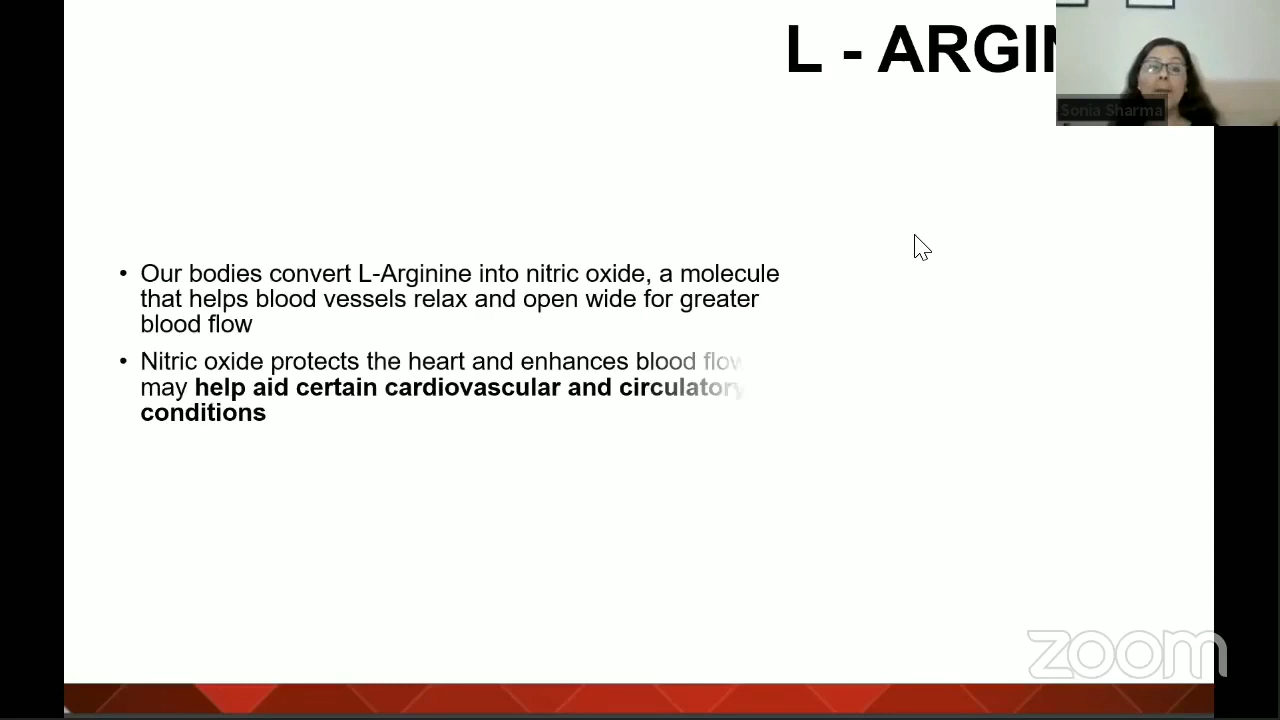 L - ARGIN
Sonia Sharma
• Our bodies convert L-Arginine into nitric oxide, a molecule
that helps blood vessels relax and open wide for greater
blood flow
• Nitric oxide protects the heart and enhances blood flow
may help aid certain cardiovascular and circulatory
conditions
zoom